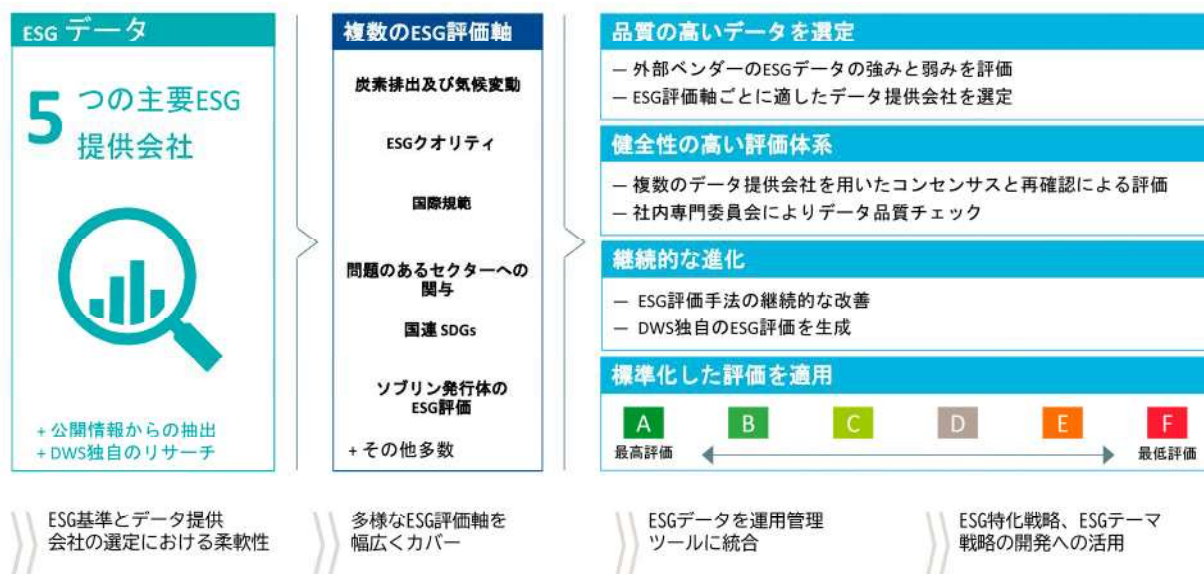 ESG データ
5 つの主要ESG
提供会社
+ 公開情報からの抽出
+ DWS独自のリサーチ
複数のESG評価軸
炭素排出及び気候変動
ESGクオリティ
国際規範
問題のあるセクターへの
関与
国連 SDGs
ソブリン発行体の
ESG評価
+ その他多数
品質の高いデータを選定
— 外部ベンダーのESGデータの強みと弱みを評価
— ESG評価軸ごとに適したデータ提供会社を選定
健全性の高い評価体系
— 複数のデータ提供会社を用いたコンセンサスと再確認による評価
— 社内専門委員会によりデータ品質チェック
継続的な進化
— ESG評価手法の継続的な改善
— DWS独自のESG評価を生成
標準化した評価を適用
A B C D E F
最高評価 最低評価
ESG基準とデータ提供
会社の選定における柔軟性
多様なESG評価軸を
幅広くカバー
ESGデータを運用管理
ツールに統合
ESG特化戦略、ESGテーマ
戦略の開発への活用